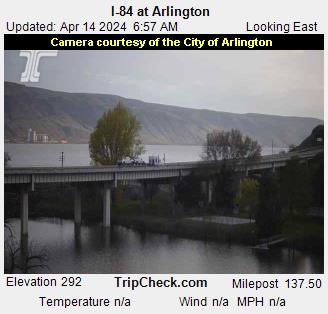 I-84 at Arlington
Updated: Apr 14 2024 6:57 AM Looking East
Camera courtesy of the City of Arlington
Elevation 292 TripCheck.com Milepost 137.50
Temperature n/a Wind n/a MPH n/a